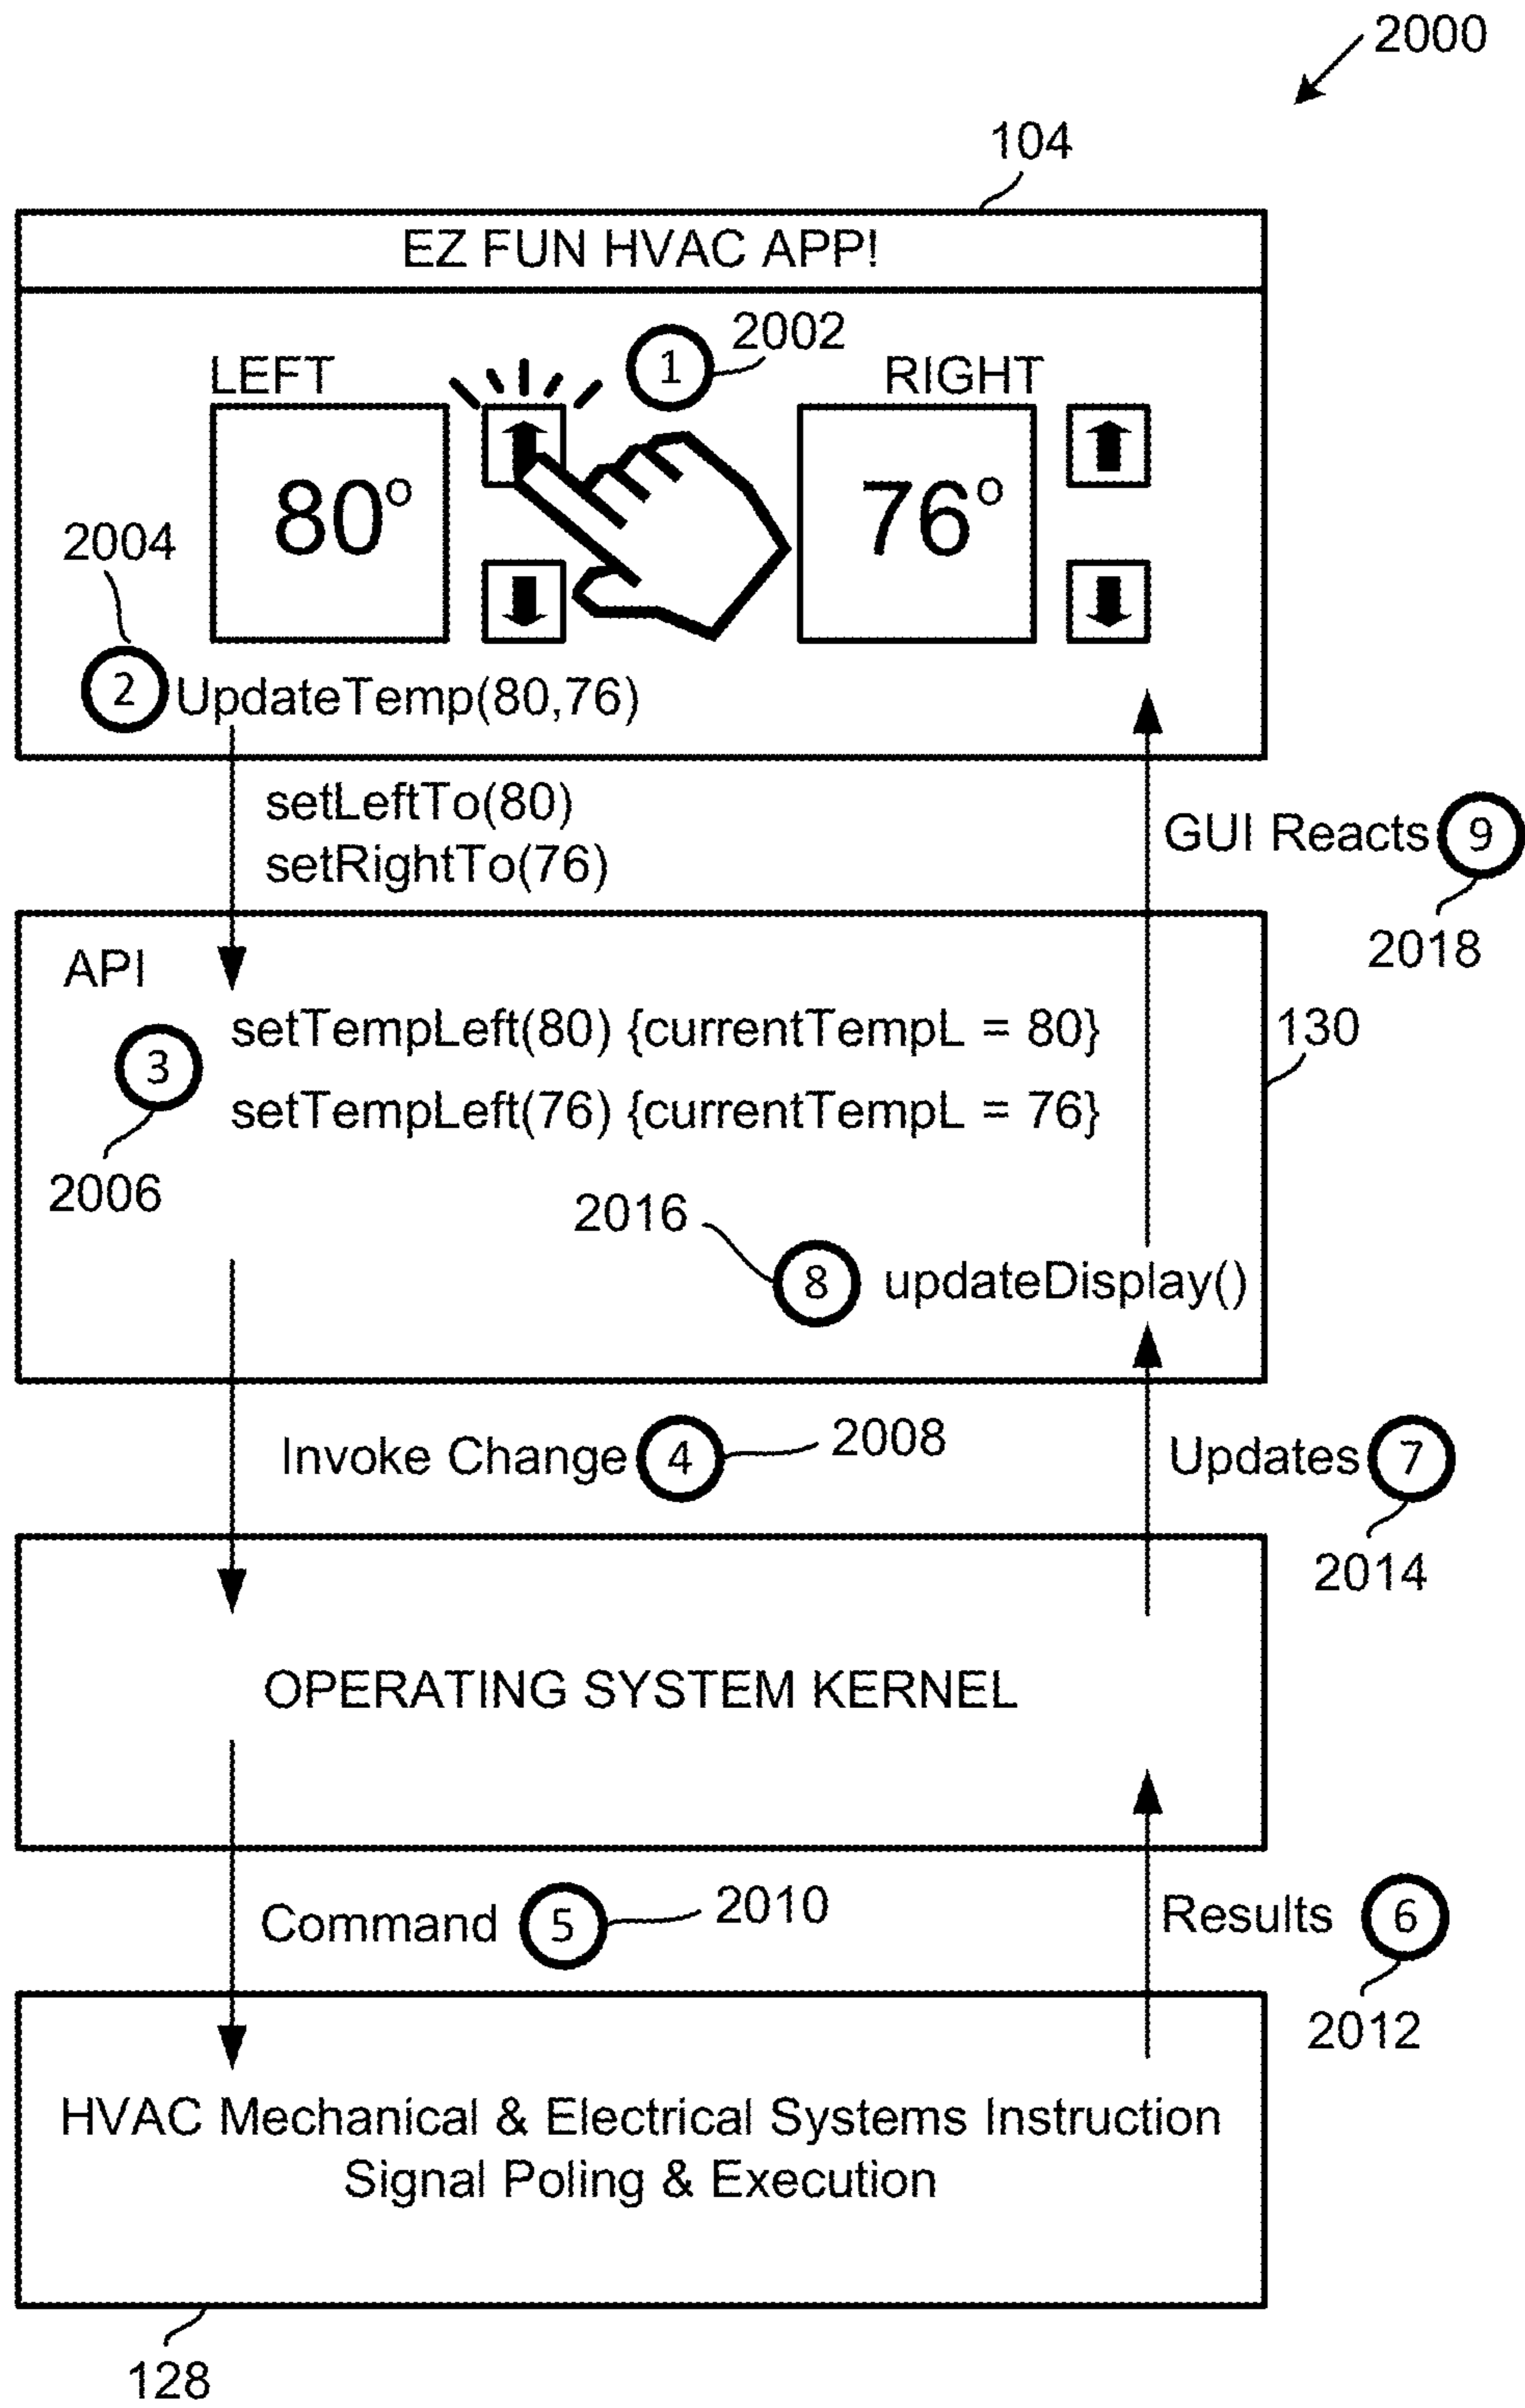 2000
104
EZ FUN HVAC APP!
1 2002
LEFT
RIGHT
80°
76°
2004
2 UpdateTemp(80,76)
setLeftTo(80)
setRightTo(76)
GUI Reacts 9
2018
API
130
3
setTempLeft(80) {currentTempL = 80}
setTempLeft(76) {currentTempL = 76}
2006
2016
8 updateDisplay()
Invoke Change 4 2008
Updates 7
2014
OPERATING SYSTEM KERNEL
Command 5 2010
Results 6
2012
HVAC Mechanical & Electrical Systems Instruction
Signal Poling & Execution
128